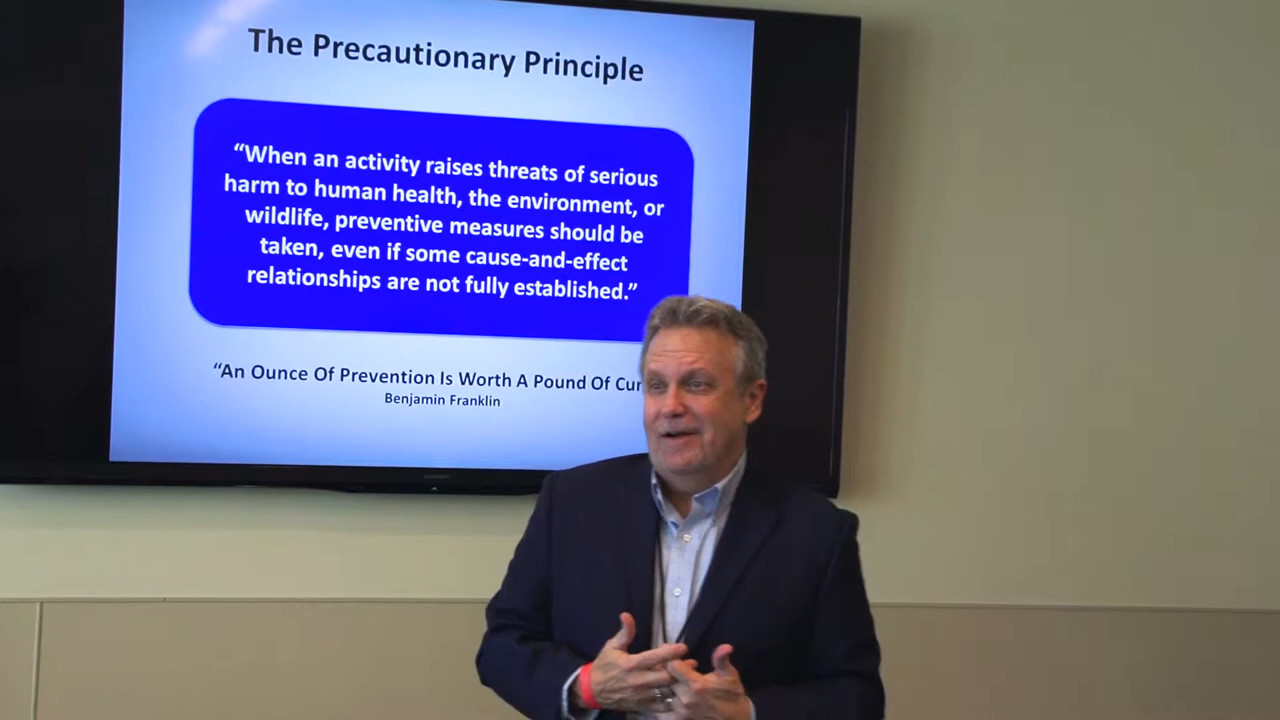 The Precautionary Principle
“When an activity raises threats of serious
harm to human health, the environment, or
wildlife, preventive measures should be
taken, even if some cause-and-effect
relationships are not fully established.”
“An Ounce Of Prevention Is Worth A Pound Of
Benjamin Franklin